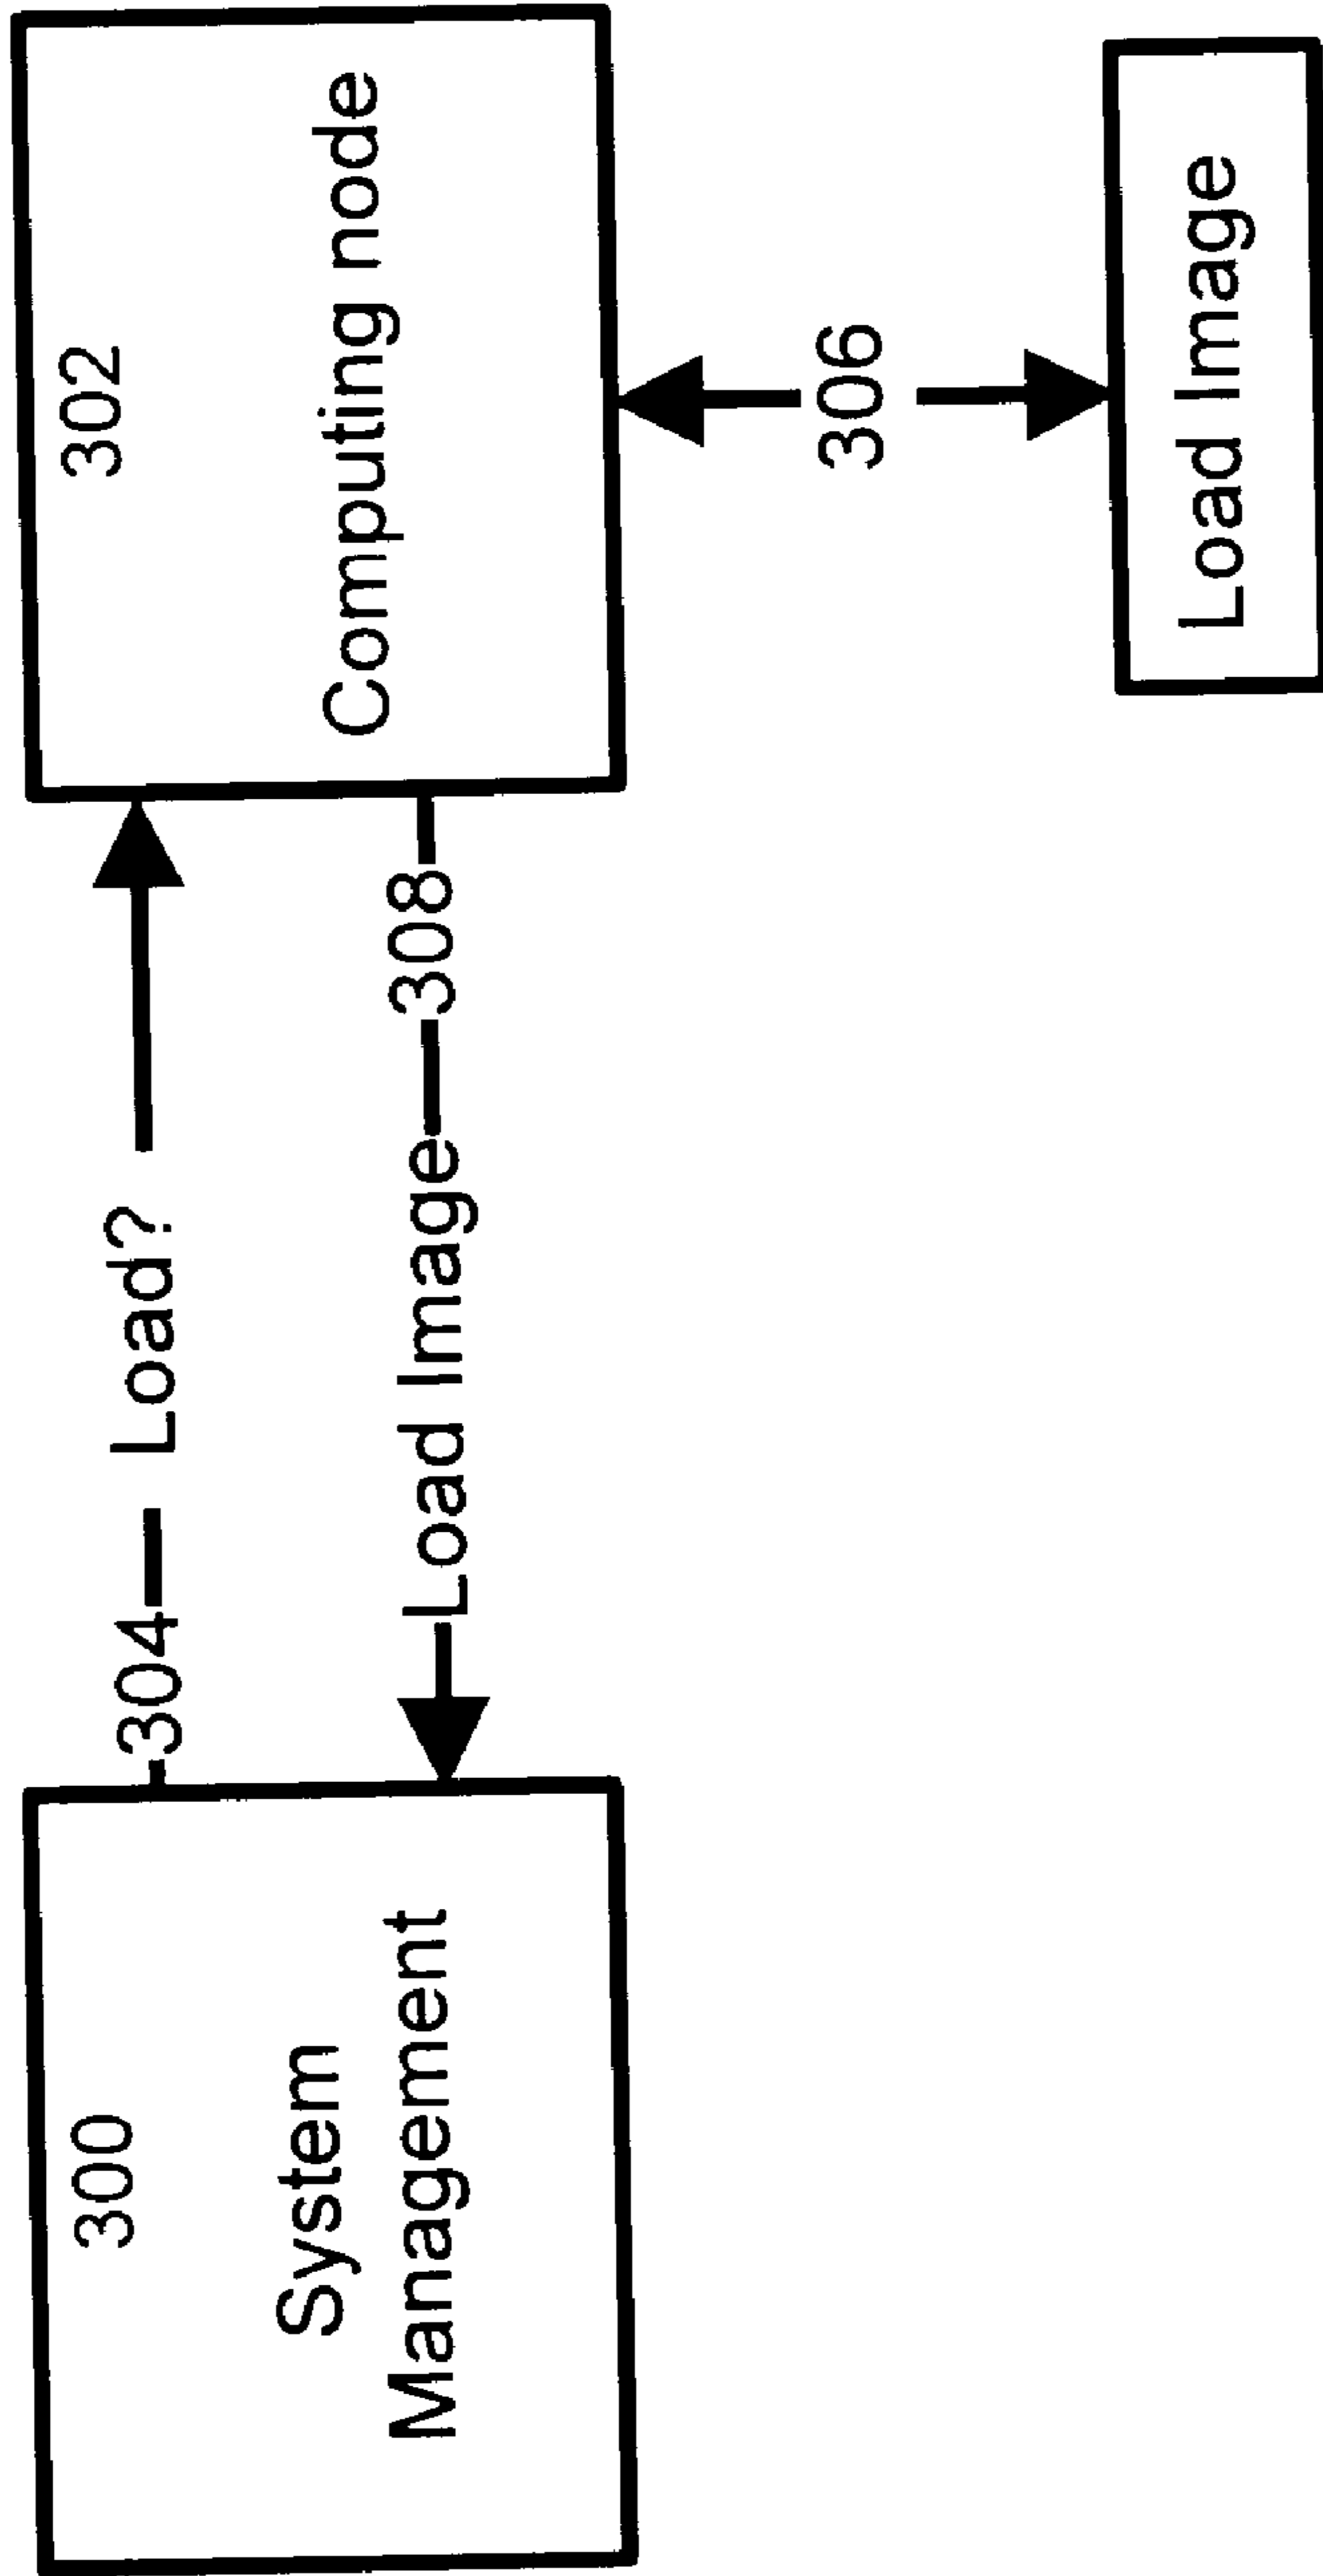 300
System
Management
304
Load?
Load Image
308
302
Computing node
306
Load Image